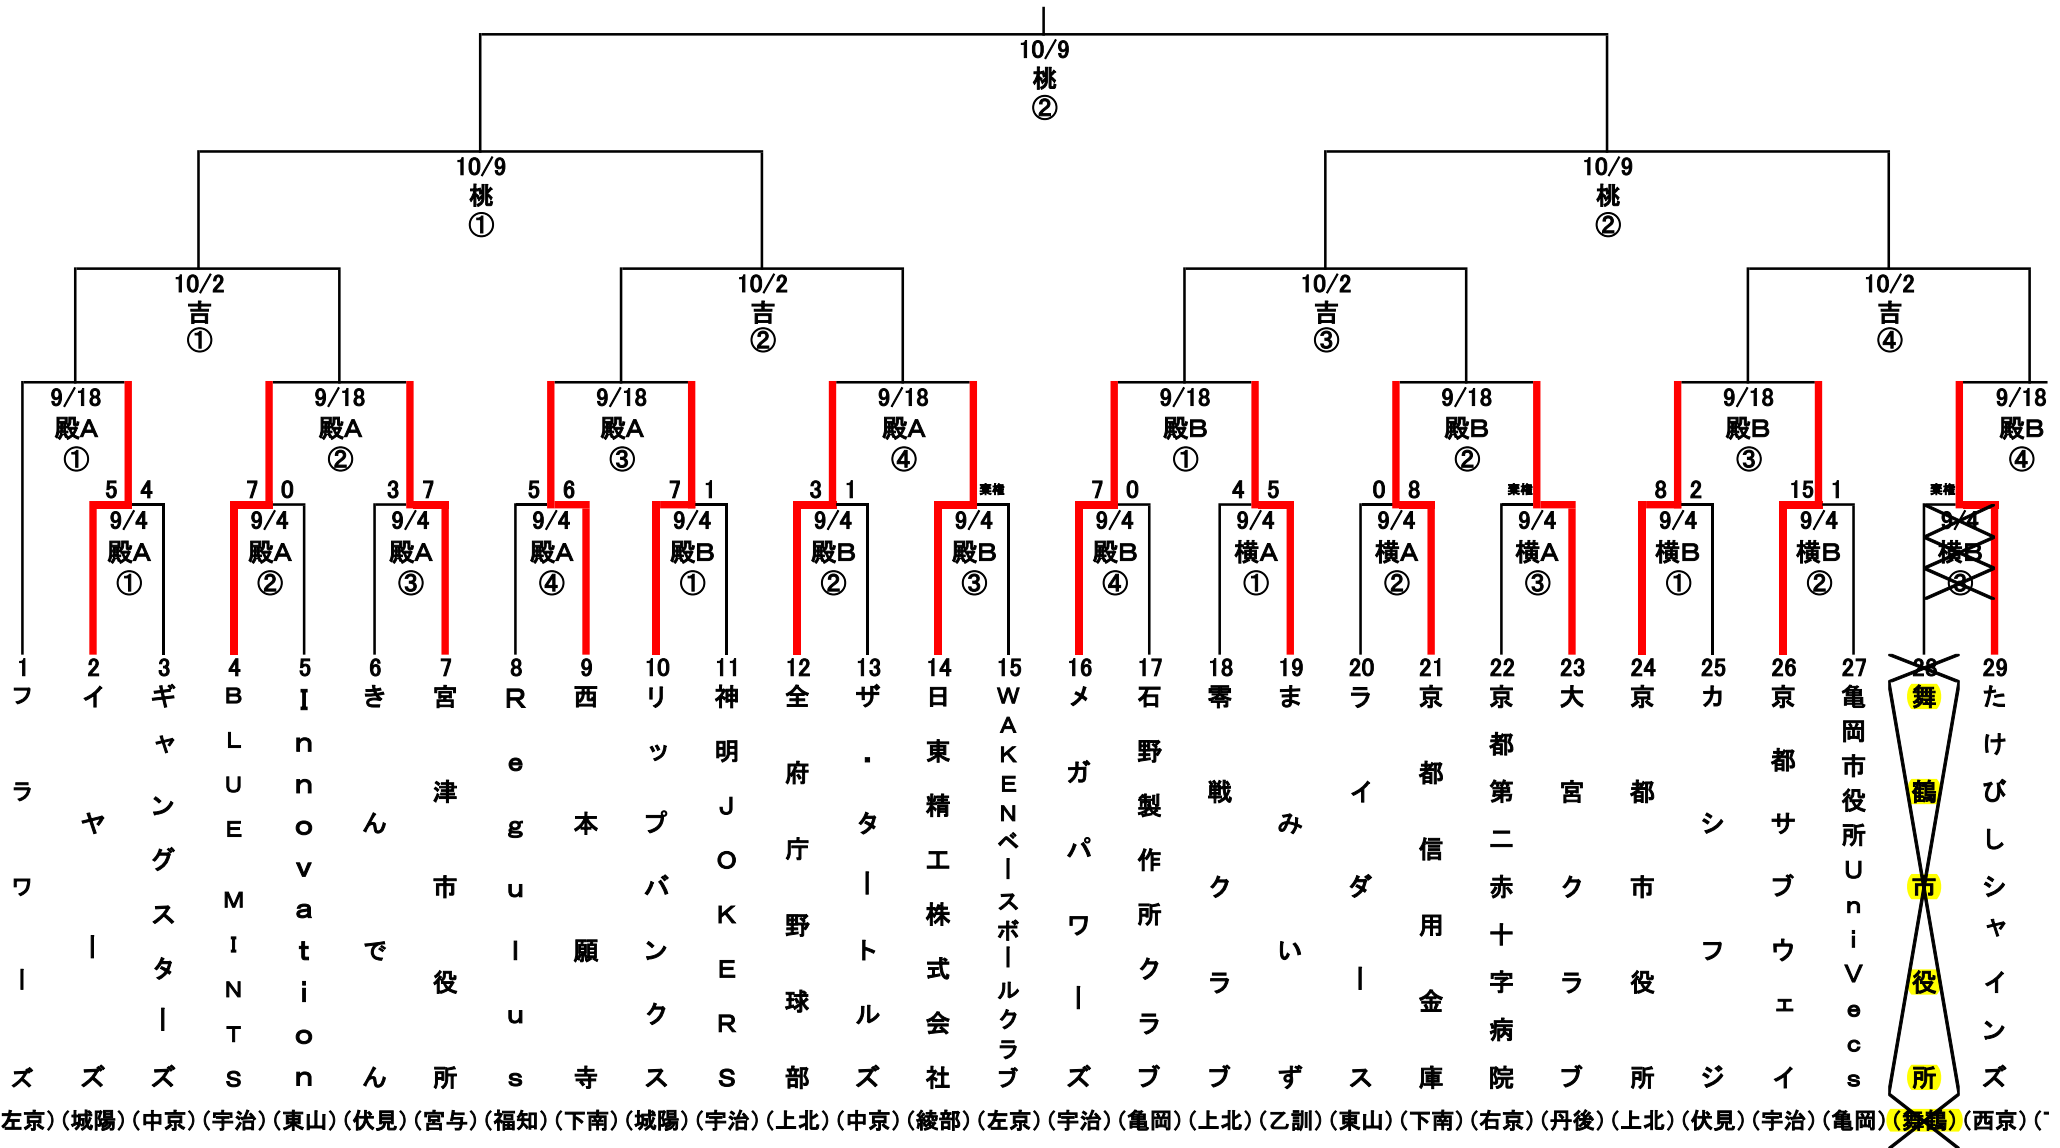 10/9
桃
②
10/9
桃
①
10/9
桃
②
10/2
吉
①
10/2
吉
②
10/2
吉
③
10/2
吉
④
9/18
殿A
①
9/18
殿A
②
9/18
殿A
③
9/18
殿A
④
9/18
殿B
①
9/18
殿B
②
9/18
殿B
③
9/18
殿B
④
5 4
9/4
殿A
①
7 0
9/4
殿A
②
3 7
9/4
殿A
③
5 6
9/4
殿A
④
7 1
9/4
殿B
①
3 1
9/4
殿B
②
棄権
9/4
殿B
③
7 0
9/4
殿B
④
4 5
9/4
横A
①
0 8
9/4
横A
②
棄権
9/4
横A
③
8 2
9/4
横B
①
15 1
9/4
横B
②
棄権
9/4
横B
③
1 2 3 4 5 6 7 8 9 10 11 12 13 14 15 16 17 18 19 20 21 22 23 24 25 26 27 28 29
フラワーズ
イヤーズ
ギャングスターズ
BLUE MINTS
Innovation
きんでん
宮津市役所
Regulus
西本願寺
リップバンクス
神明JOKERS
全府庁野球部
ザ・タートルズ
日東精工株式会社
WAKENベースボールクラブ
メガパワーズ
石野製作所クラブ
零戦クラブ
まみいず
ライダース
京都信用金庫
京都第二赤十字病院
大宮クラブ
京都市役所
カシフジ
京都サブウェイ
亀岡市役所UniVecs
舞鶴市役所
たけびしシャインズ
左京) (城陽) (中京) (宇治) (東山) (伏見) (宮与) (福知) (下南) (城陽) (宇治) (上北) (中京) (綾部) (左京) (宇治) (亀岡) (上北) (乙訓) (東山) (下南) (右京) (丹後) (上北) (伏見) (宇治) (亀岡) (舞鶴) (西京) (